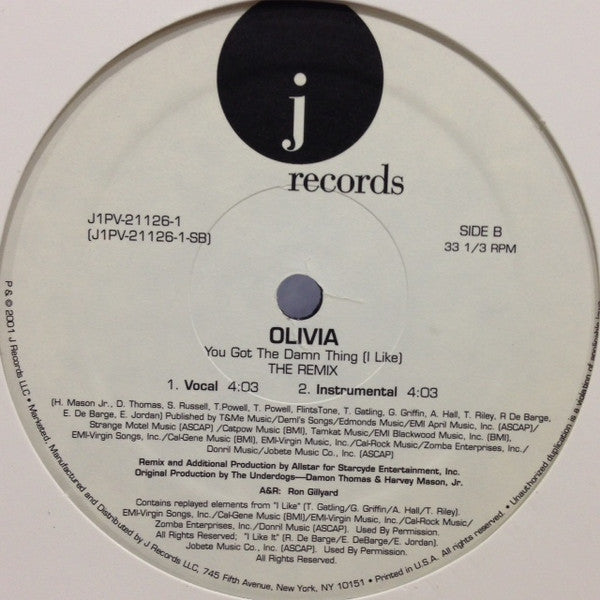 j
records
J1PV-21126-1
(J1PV-21126-1-SB)
SIDE B
33 1/3 RPM
OLIVIA
You Got The Damn Thing (I Like)
THE REMIX
1. Vocal 4:03 2. Instrumental 4:03
(H. Mason Jr., D. Thomas, S. Russell, T.Powell, T. Powell, FlintsTone, T. Gatling, G. Griffin, A. Hall, T. Riley, R De Barge,
E. De Barge, E. Jordan) Published by T&Me Music/Demi's Songs/Edmonds Music/EMI April Music, Inc. (ASCAP)/
Strange Motel Music (ASCAP) /Catpow Music (BMI), Tamkat Music/EMI Blackwood Music, Inc. (BMI),
EMI-Virgin Songs, Inc./Cal-Gene Music (BMI), EMI-Virgin Music, Inc./Cal-Rock Music/Zomba Enterprises, Inc./
Donril Music/Jobete Music Co., Inc. (ASCAP)
Remix and Additional Production by Allstar for Starcyde Entertainment, Inc.
Original Production by The Underdogs—Damon Thomas & Harvey Mason, Jr.
A&R: Ron Gillyard
Contains replayed elements from "I Like" (T. Gatling/G. Griffin/A. Hall/T. Riley).
EMI-Virgin Songs, Inc./Cal-Gene Music (BMI)/EMI-Virgin Music, Inc./Cal-Rock Music/
Zomba Enterprises, Inc./Donril Music (ASCAP). Used By Permission.
All Rights Reserved; "I Like It" (R. De Barge/E. DeBarge/E. Jordan).
Jobete Music Co., Inc. (ASCAP). Used By Permission.
All Rights Reserved.
P & © 2001 J Records LLC • Marketed, Manufactured and Distributed by J Records LLC, 745 Fifth Avenue, New York, NY 10151 • Printed in U.S.A. All rights reserved. • Unauthorized duplication is a violation of applicable laws.